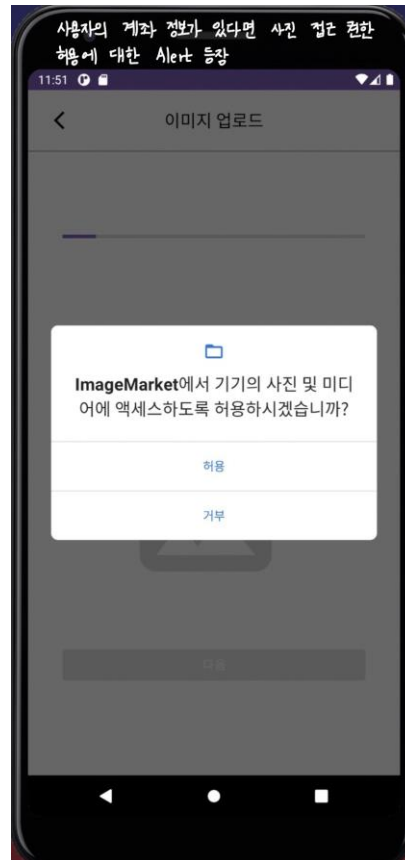 사용자의 계좌 정보가 있다면 사진 접근 권한
허용에 대한 Alert 등장
11:51
이미지 업로드
ImageMarket에서 기기의 사진 및 미디
어에 액세스하도록 허용하시겠습니까?
허용
거부
다음